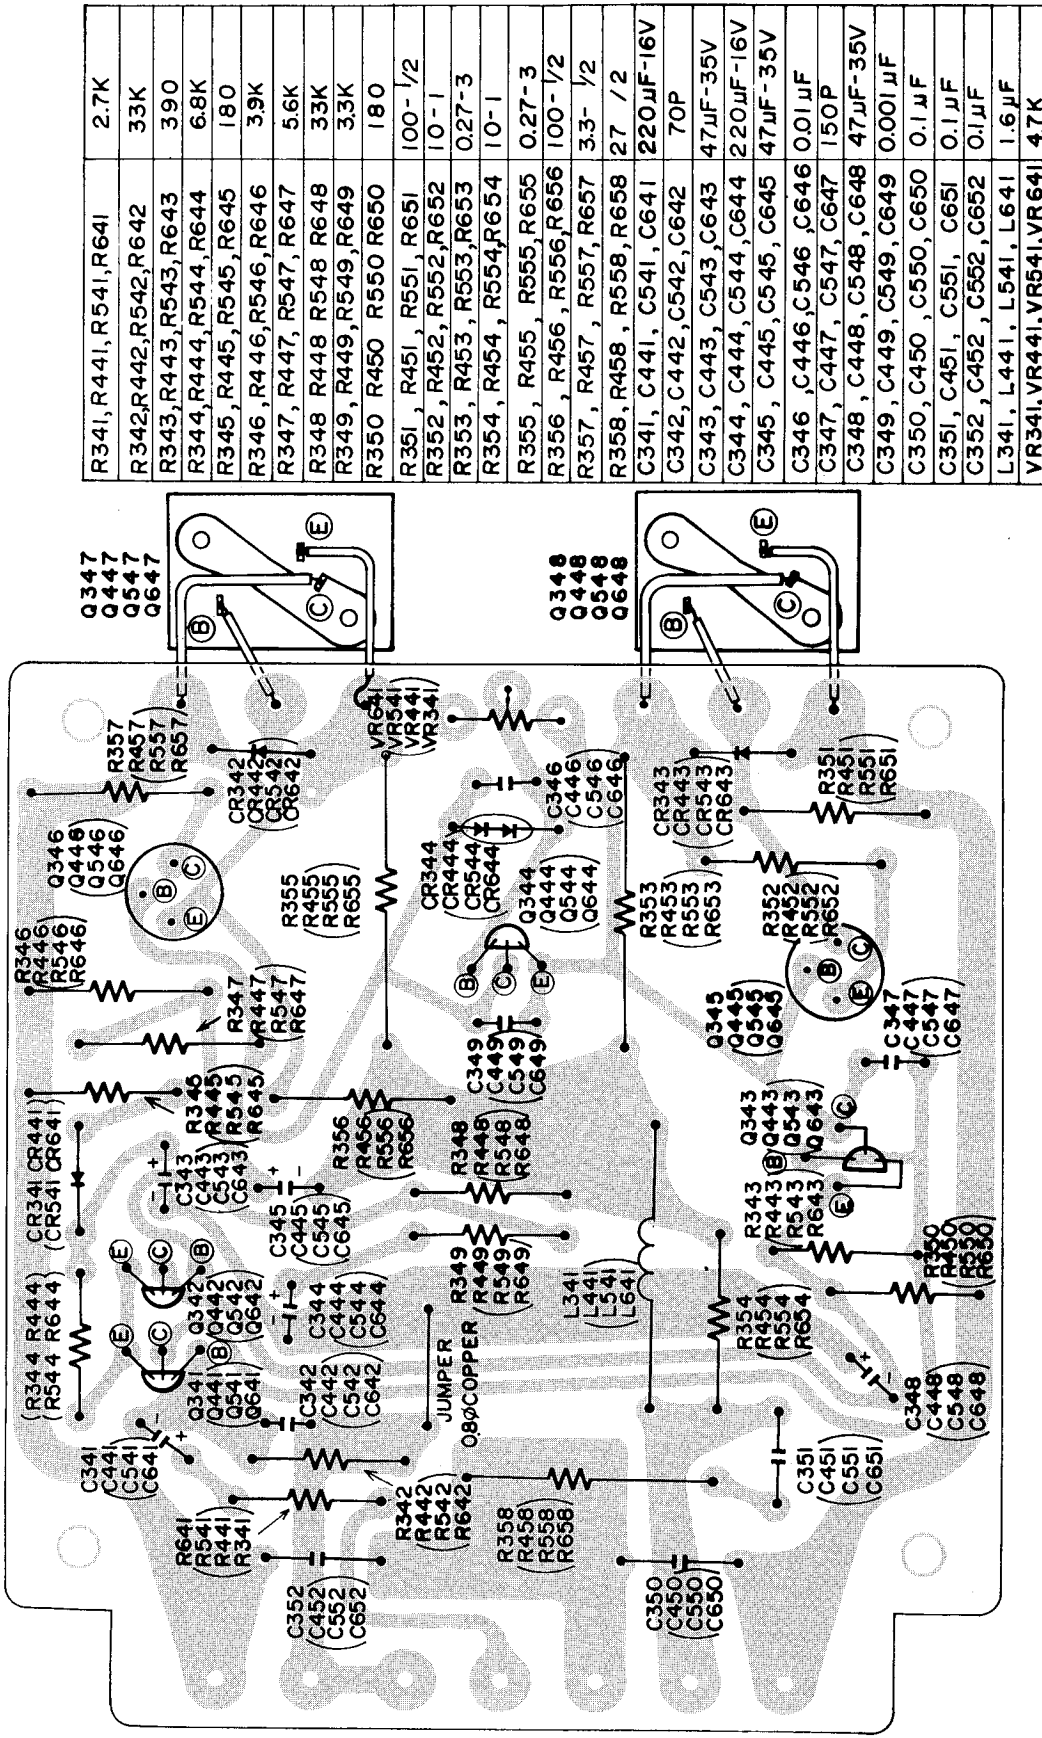 R341, R441, R541, R641 2.7K
R342, R442, R542, R642 33K
R343, R443, R543, R643 390
R344, R444, R544, R644 6.8K
R345, R445, R545, R645 180
R346, R446, R546, R646 3.9K
R347, R447, R547, R647 5.6K
R348 R448 R548 R648 33K
R349, R449, R549, R649 3.3K
R350 R450 R550 R650 180
R351, R451, R551, R651 100-1/2
R352, R452, R552, R652 10-1
R353, R453, R553, R653 0.27-3
R354, R454, R554, R654 10-1
R355, R455, R555, R655 0.27-3
R356, R456, R556, R656 100-1/2
R357, R457, R557, R657 3.3-1/2
R358, R458, R558, R658 27 /2
C341, C441, C541, C641 220µF-16V
C342, C442, C542, C642 70P
C343, C443, C543, C643 47µF-35V
C344, C444, C544, C644 220µF-16V
C345, C445, C545, C645 47µF-35V
C346, C446, C546, C646 0.01µF
C347, C447, C547, C647 150P
C348, C448, C548, C648 47µF-35V
C349, C449, C549, C649 0.001µF
C350, C450, C550, C650 0.1µF
C351, C451, C551, C651 0.1µF
C352, C452, C552, C652 0.1µF
L341, L441, L541, L641 1.6µF
VR341, VR441, VR541, VR641 4.7K
Q347
Q447
Q547
Q647
B
C
E
Q348
Q448
Q548
Q648
B
C
E
R357
R457
R557
R657
CR342
CR442
CR542
CR642
VR641
VR541
VR441
VR341
Q346
Q446
Q546
Q646
B
C
E
R346
R446
R546
R646
R347
R447
R547
R647
R355
R455
R555
R655
CR344
CR444
CR544
CR644
C346
C446
C546
C646
Q344
Q444
Q544
Q644
B
C
E
CR343
CR443
CR543
CR643
R351
R451
R551
R651
R353
R453
R553
R653
R352
R452
R552
R652
Q345
Q445
Q545
Q645
B
C
E
C347
C447
C547
C647
C349
C449
C549
C649
(CR341 CR441)
(CR541 CR641)
R345
R445
R545
R645
- +
C343
C443
C543
C643
R356
R456
R556
R656
+ -
C345
C445
C545
C645
R348
R448
R548
R648
R349
R449
R549
R649
Q343
Q443
Q543
Q643
B
C
E
R343
R443
R543
R643
R350
R450
R550
R650
(R344 R444)
(R544 R644)
E
C
B
Q342
Q442
Q542
Q642
E
C
B
Q341
Q441
Q541
Q641
- +
C344
C444
C544
C644
L341
L441
L541
L641
R354
R454
R554
R654
C342
C442
C542
C642
JUMPER
0.8øCOPPER
+ -
C348
C448
C548
C648
- +
C341
C441
C541
C641
R641
R541
R441
R341
R342
R442
R542
R642
R358
R458
R558
R658
C351
C451
C551
C651
C352
C452
C552
C652
C350
C450
C550
C650